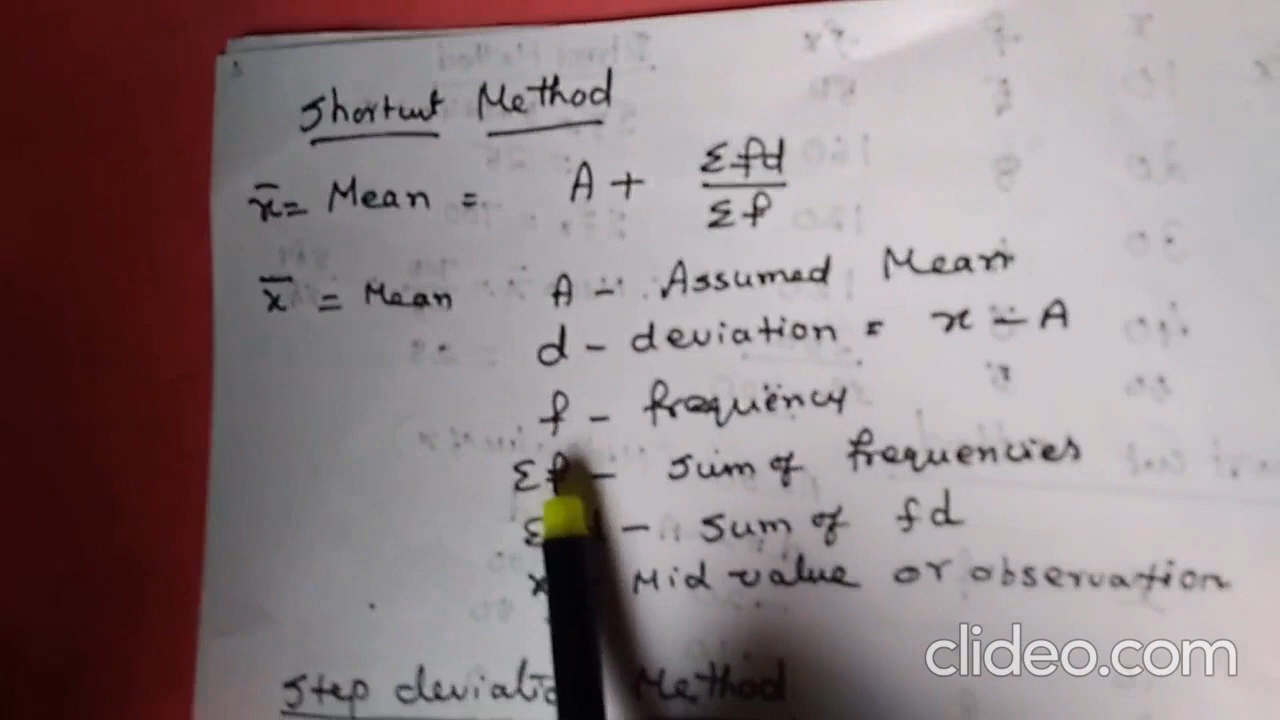 Shortcut Method
x̄ = Mean = A + Σfd / Σf
x̄ = Mean A - Assumed Mean
d - deviation = x - A
f - frequency
Σf - sum of frequencies
Σ - sum of fd
x - Mid value or observation
Step deviation Method
clideo.com